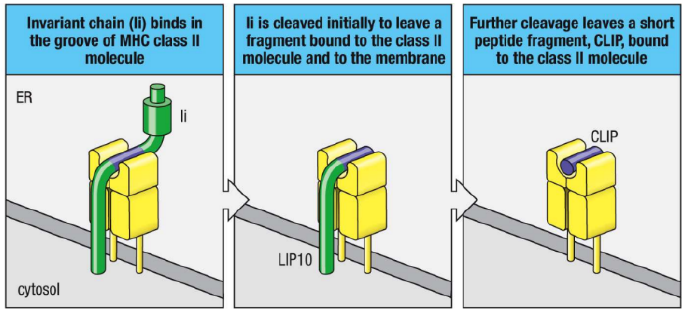 Invariant chain (Ii) binds in
the groove of MHC class II
molecule
Ii is cleaved initially to leave a
fragment bound to the class II
molecule and to the membrane
Further cleavage leaves a short
peptide fragment, CLIP, bound
to the class II molecule
ER
Ii
cytosol
LIP10
CLIP